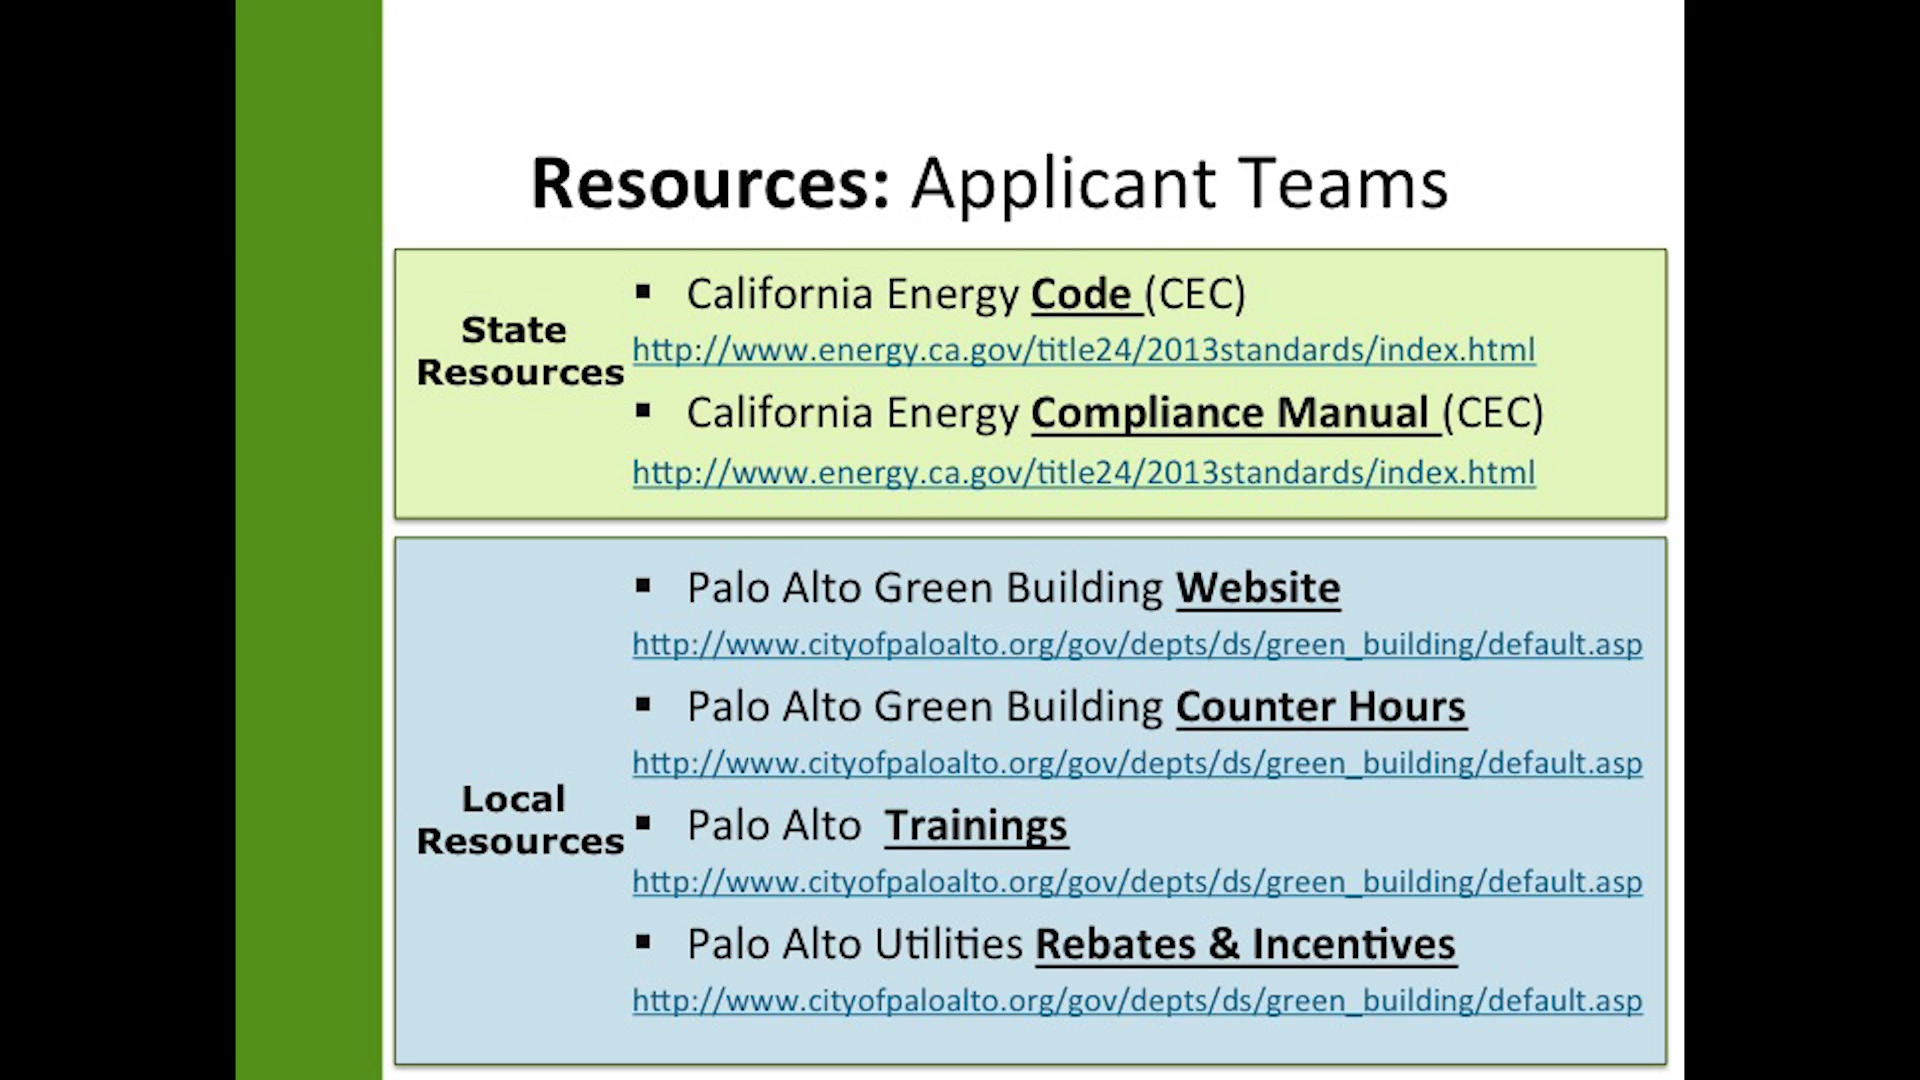 Resources: Applicant Teams
State
Resources
▪ California Energy Code (CEC)
http://www.energy.ca.gov/title24/2013standards/index.html
▪ California Energy Compliance Manual (CEC)
http://www.energy.ca.gov/title24/2013standards/index.html
Local
Resources
▪ Palo Alto Green Building Website
http://www.cityofpaloalto.org/gov/depts/ds/green_building/default.asp
▪ Palo Alto Green Building Counter Hours
http://www.cityofpaloalto.org/gov/depts/ds/green_building/default.asp
▪ Palo Alto Trainings
http://www.cityofpaloalto.org/gov/depts/ds/green_building/default.asp
▪ Palo Alto Utilities Rebates & Incentives
http://www.cityofpaloalto.org/gov/depts/ds/green_building/default.asp